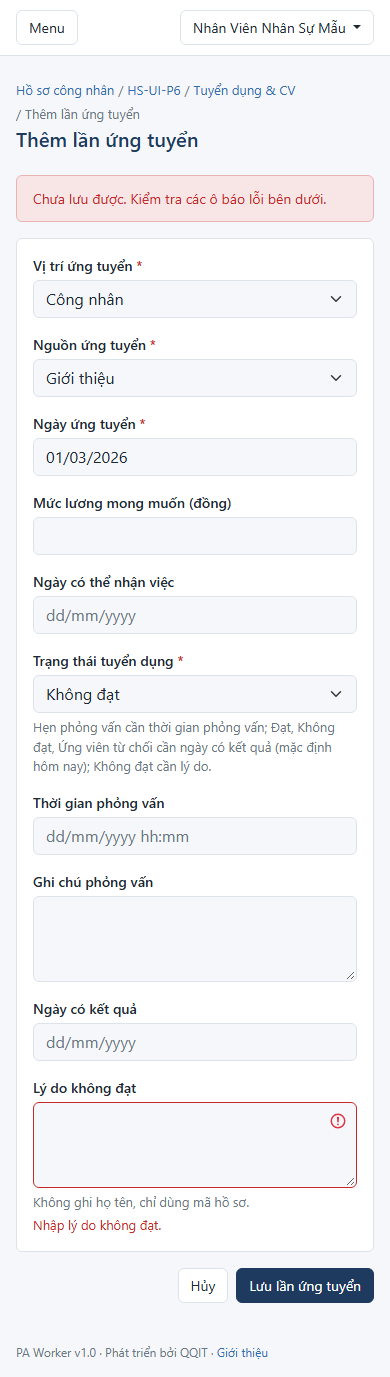 Menu
Nhân Viên Nhân Sự Mẫu
Hồ sơ công nhân / HS-UI-P6 / Tuyển dụng & CV
/ Thêm lần ứng tuyển
Thêm lần ứng tuyển
Chưa lưu được. Kiểm tra các ô báo lỗi bên dưới.
Vị trí ứng tuyển *
Công nhân
Nguồn ứng tuyển *
Giới thiệu
Ngày ứng tuyển *
01/03/2026
Mức lương mong muốn (đồng)
Ngày có thể nhận việc
dd/mm/yyyy
Trạng thái tuyển dụng *
Không đạt
Hẹn phỏng vấn cần thời gian phỏng vấn; Đạt, Không
đạt, Ứng viên từ chối cần ngày có kết quả (mặc định
hôm nay); Không đạt cần lý do.
Thời gian phỏng vấn
dd/mm/yyyy hh:mm
Ghi chú phỏng vấn
Ngày có kết quả
dd/mm/yyyy
Lý do không đạt
Không ghi họ tên, chỉ dùng mã hồ sơ.
Nhập lý do không đạt.
Hủy
Lưu lần ứng tuyển
PA Worker v1.0 · Phát triển bởi QQIT · Giới thiệu